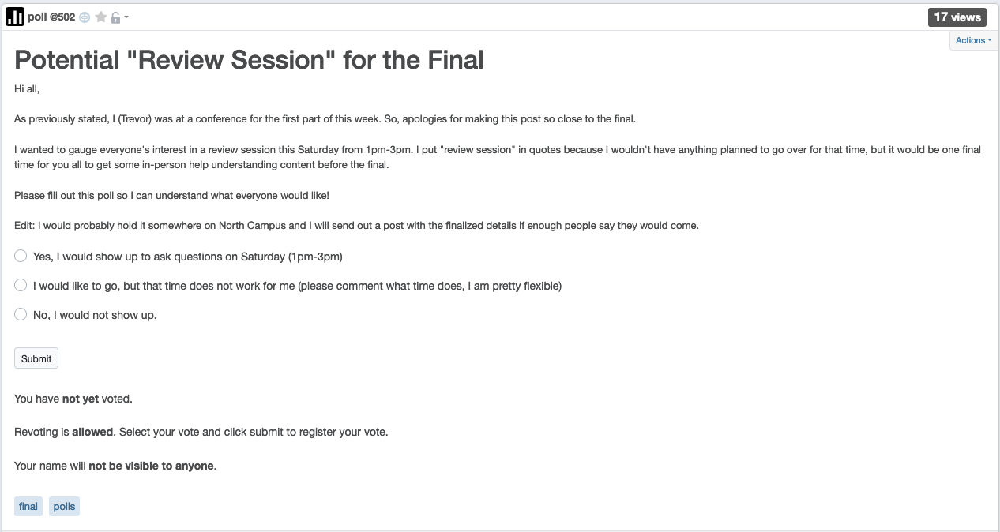 poll @502
17 views
Actions
Potential "Review Session" for the Final
Hi all,
As previously stated, I (Trevor) was at a conference for the first part of this week. So, apologies for making this post so close to the final.
I wanted to gauge everyone's interest in a review session this Saturday from 1pm-3pm. I put "review session" in quotes because I wouldn't have anything planned to go over for that time, but it would be one final
time for you all to get some in-person help understanding content before the final.
Please fill out this poll so I can understand what everyone would like!
Edit: I would probably hold it somewhere on North Campus and I will send out a post with the finalized details if enough people say they would come.
Yes, I would show up to ask questions on Saturday (1pm-3pm)
I would like to go, but that time does not work for me (please comment what time does, I am pretty flexible)
No, I would not show up.
Submit
You have not yet voted.
Revoting is allowed. Select your vote and click submit to register your vote.
Your name will not be visible to anyone.
final polls